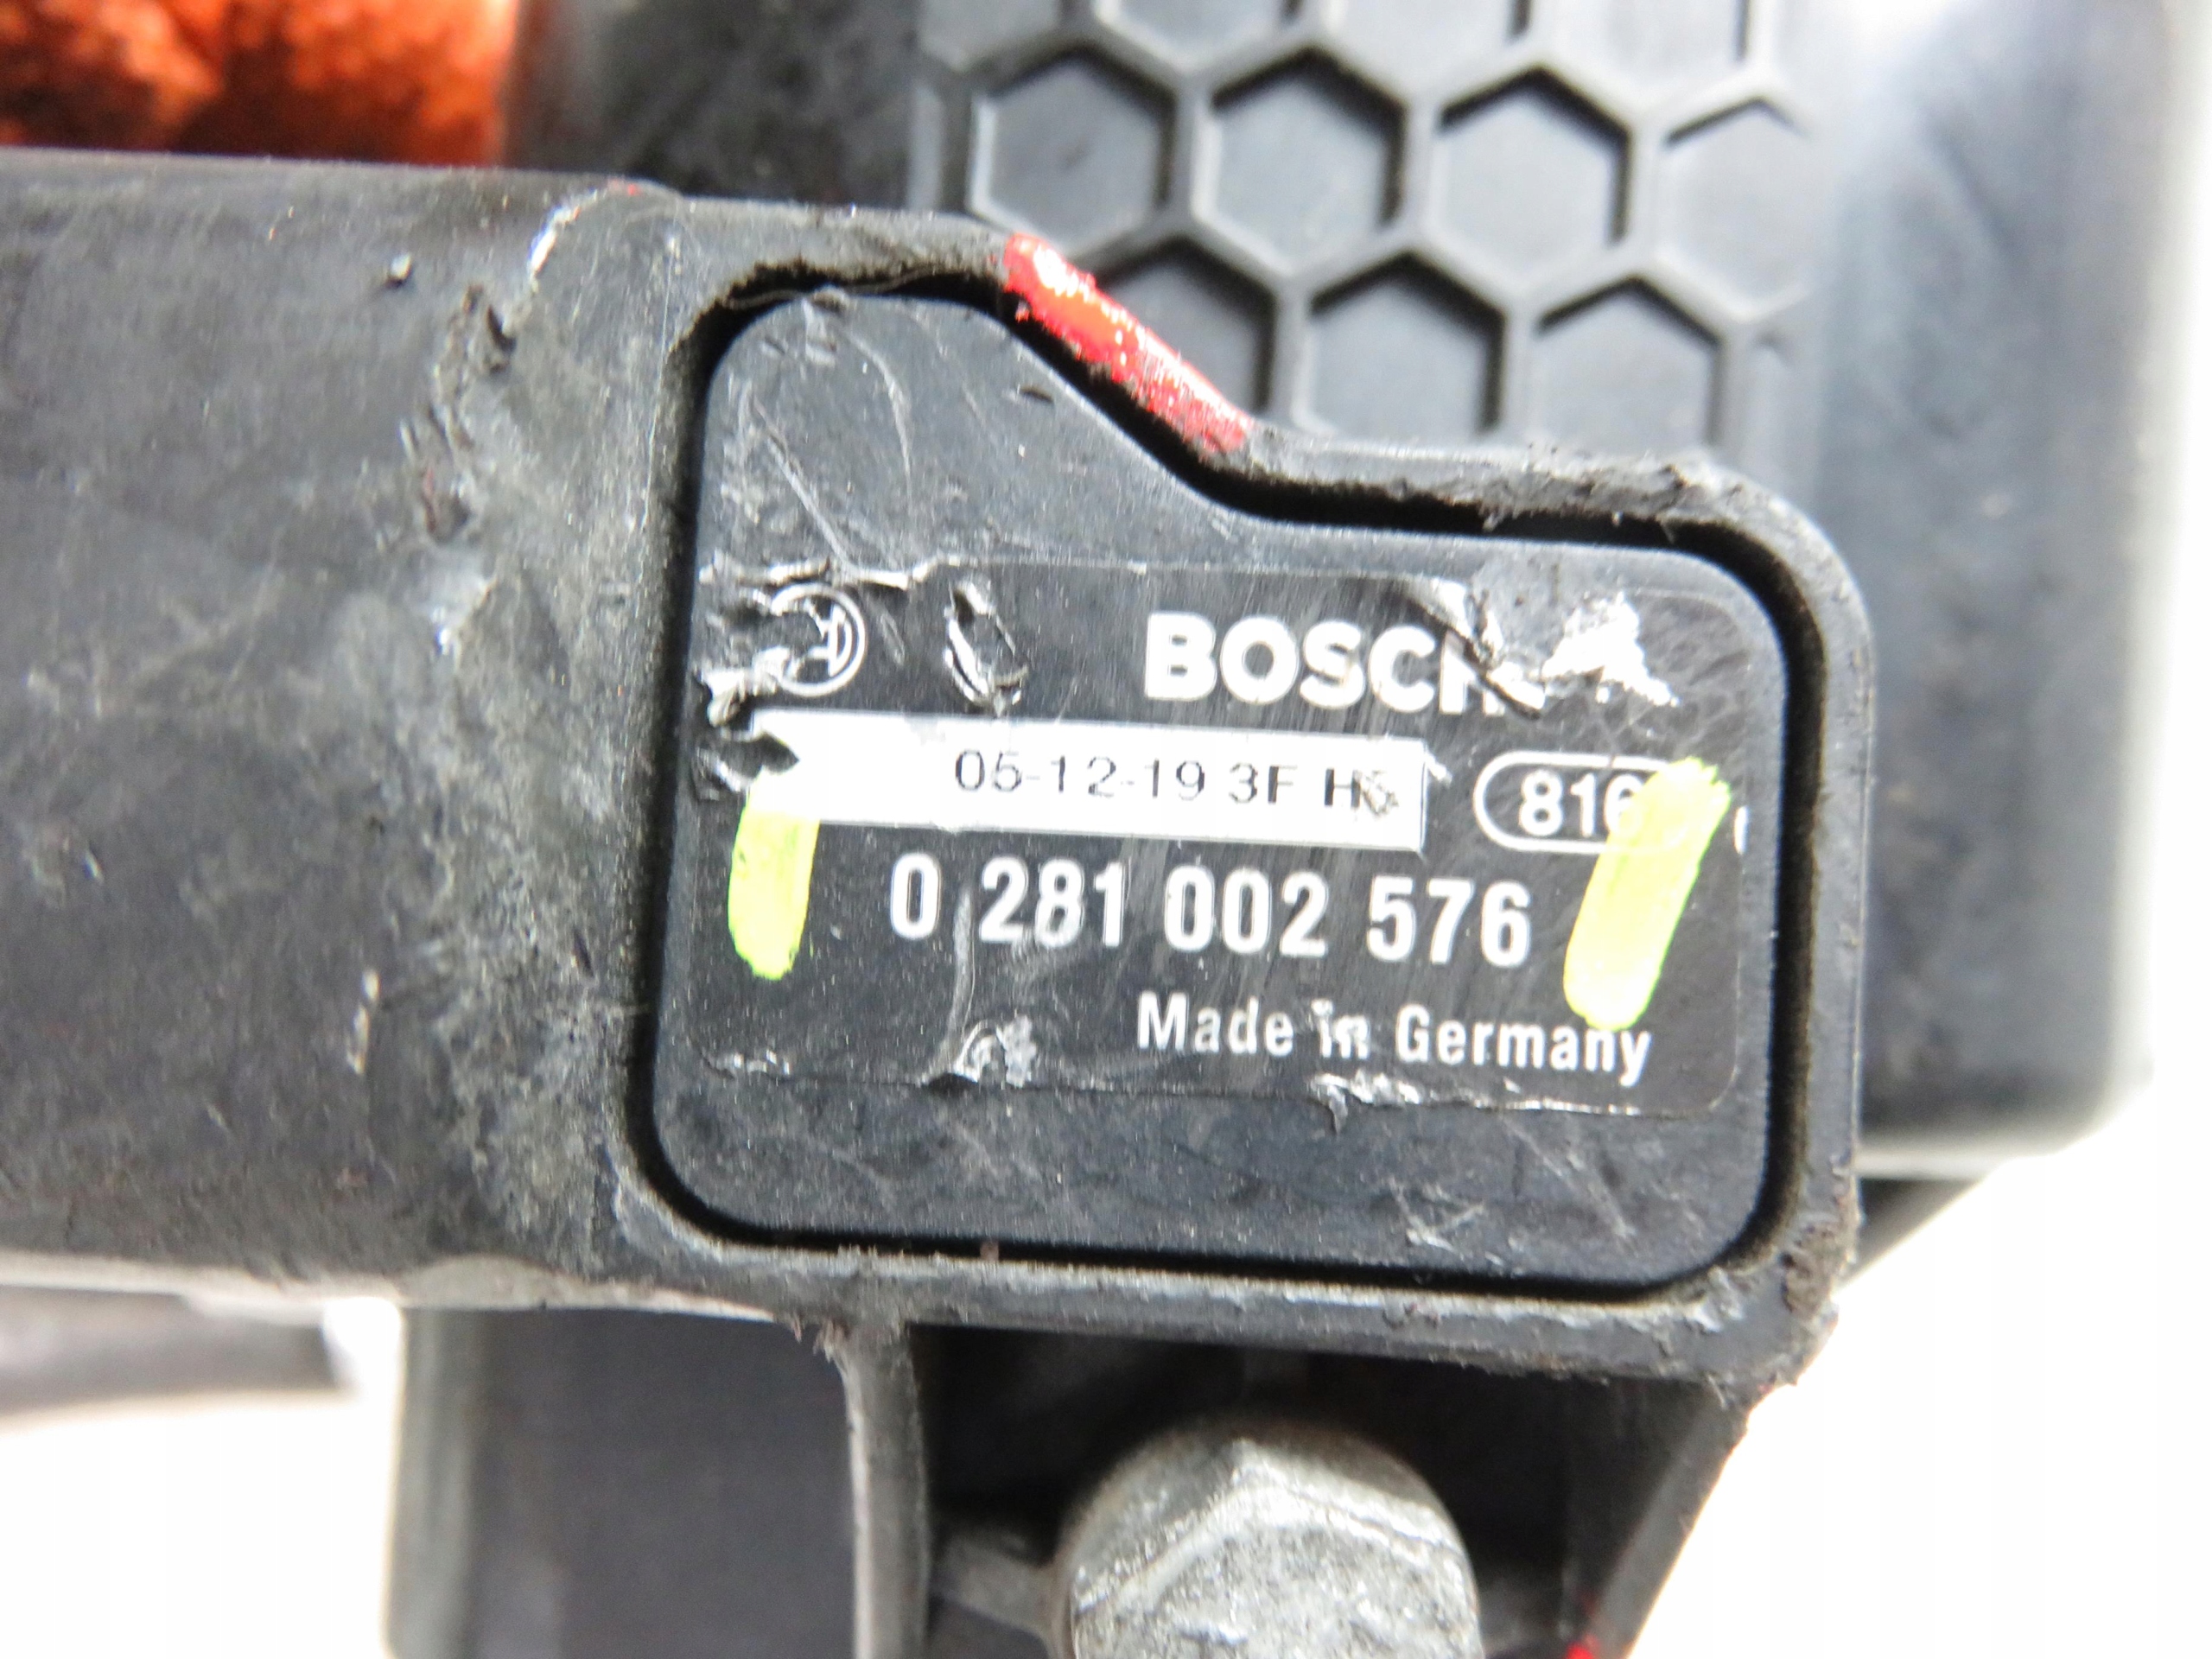 BOSCH
05-12-19 3F
816
0 281 002 576
Made in Germany